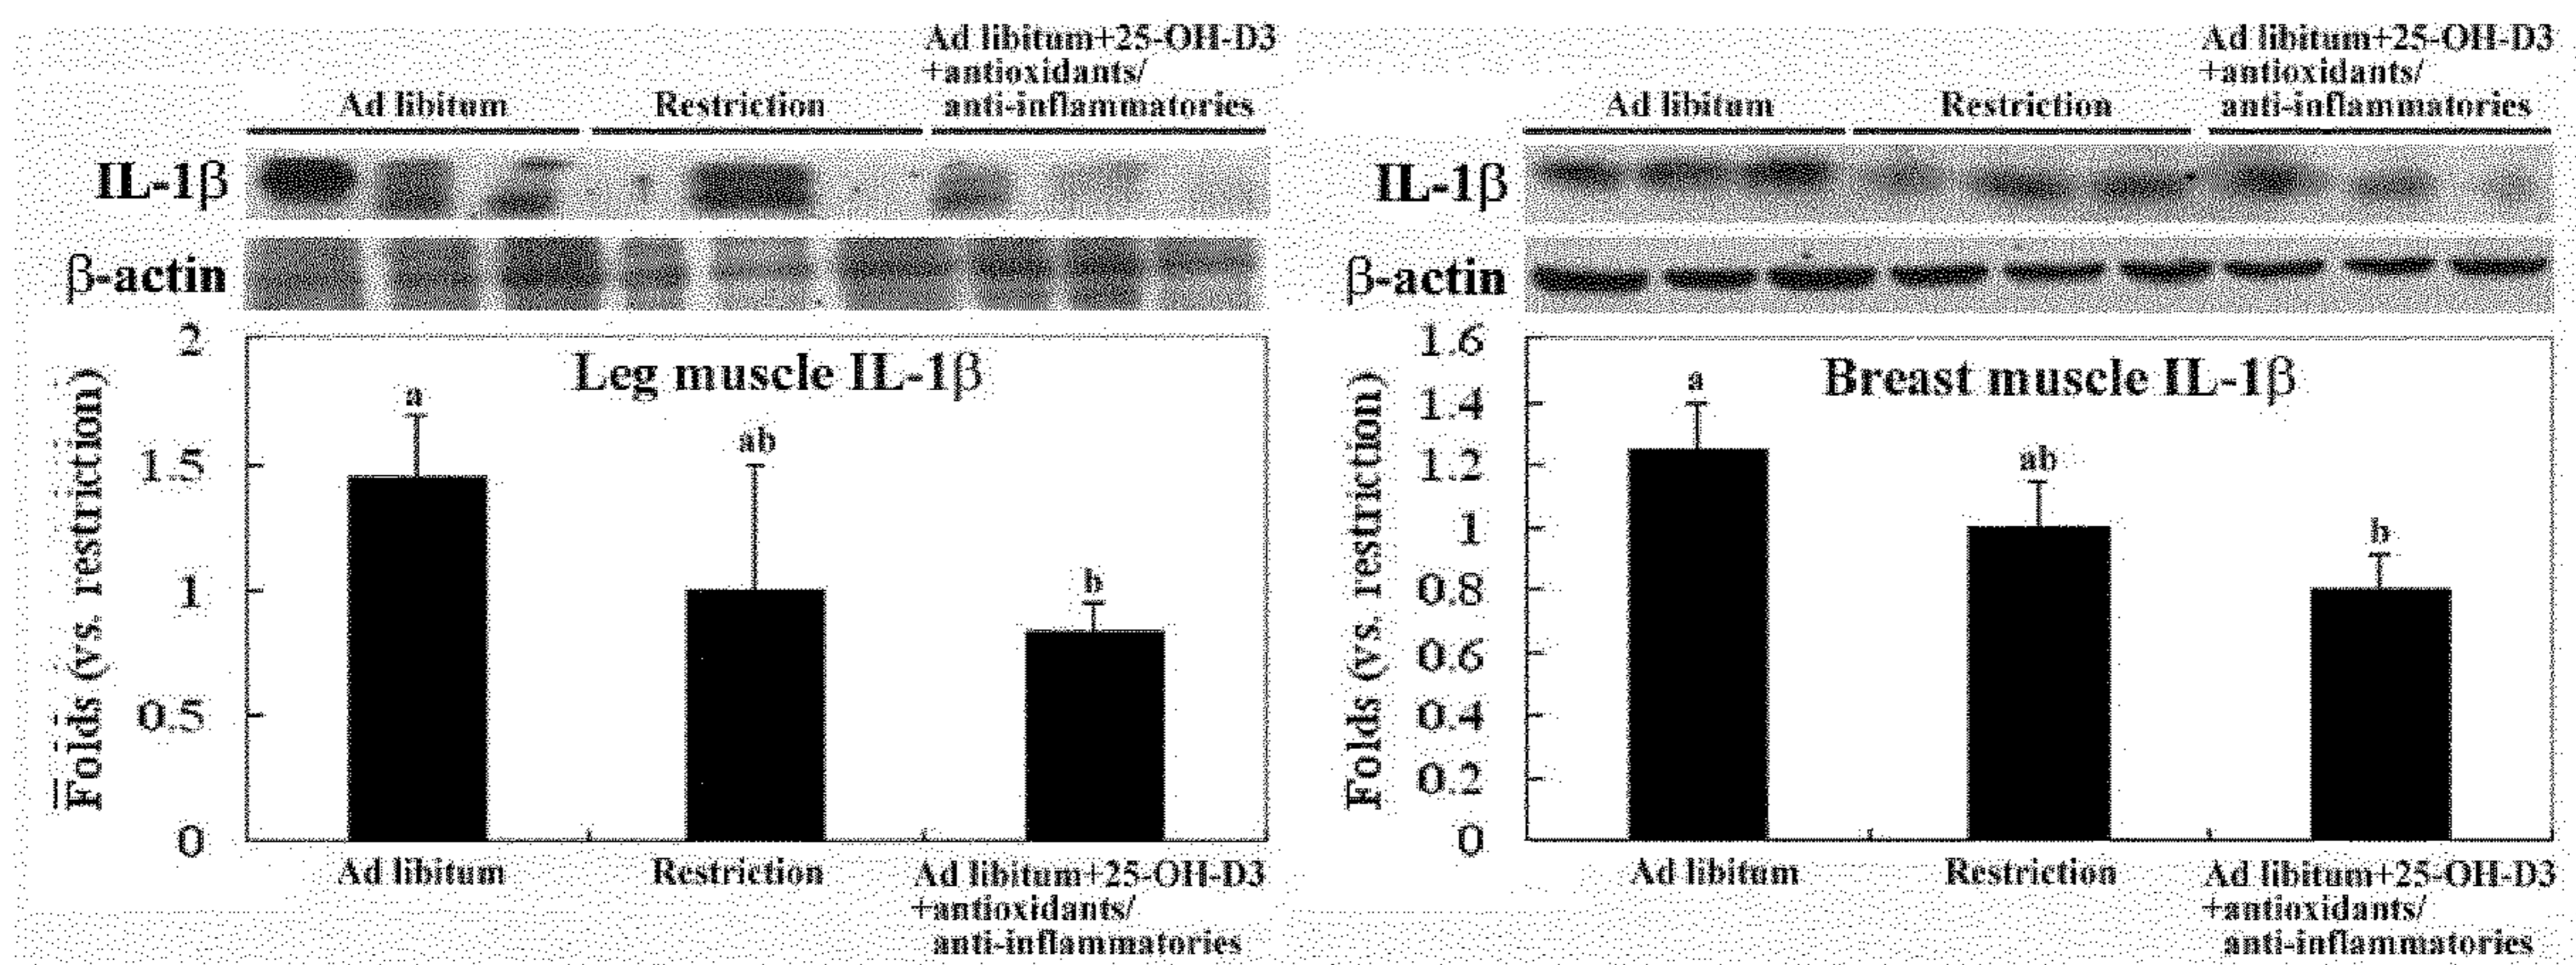 Ad libitum+25-OH-D3
+antioxidants/
anti-inflammatories
Ad libitum
Restriction
IL-1β
β-actin
2
1.5
1
0.5
0
Folds (vs. restriction)
Leg muscle IL-1β
a
ab
b
Ad libitum
Restriction
Ad libitum+25-OH-D3
+antioxidants/
anti-inflammatories
Ad libitum+25-OH-D3
+antioxidants/
anti-inflammatories
Ad libitum
Restriction
IL-1β
β-actin
1.6
1.4
1.2
1
0.8
0.6
0.4
0.2
0
Folds (vs. restriction)
Breast muscle IL-1β
a
ab
b
Ad libitum
Restriction
Ad libitum+25-OH-D3
+antioxidants/
anti-inflammatories